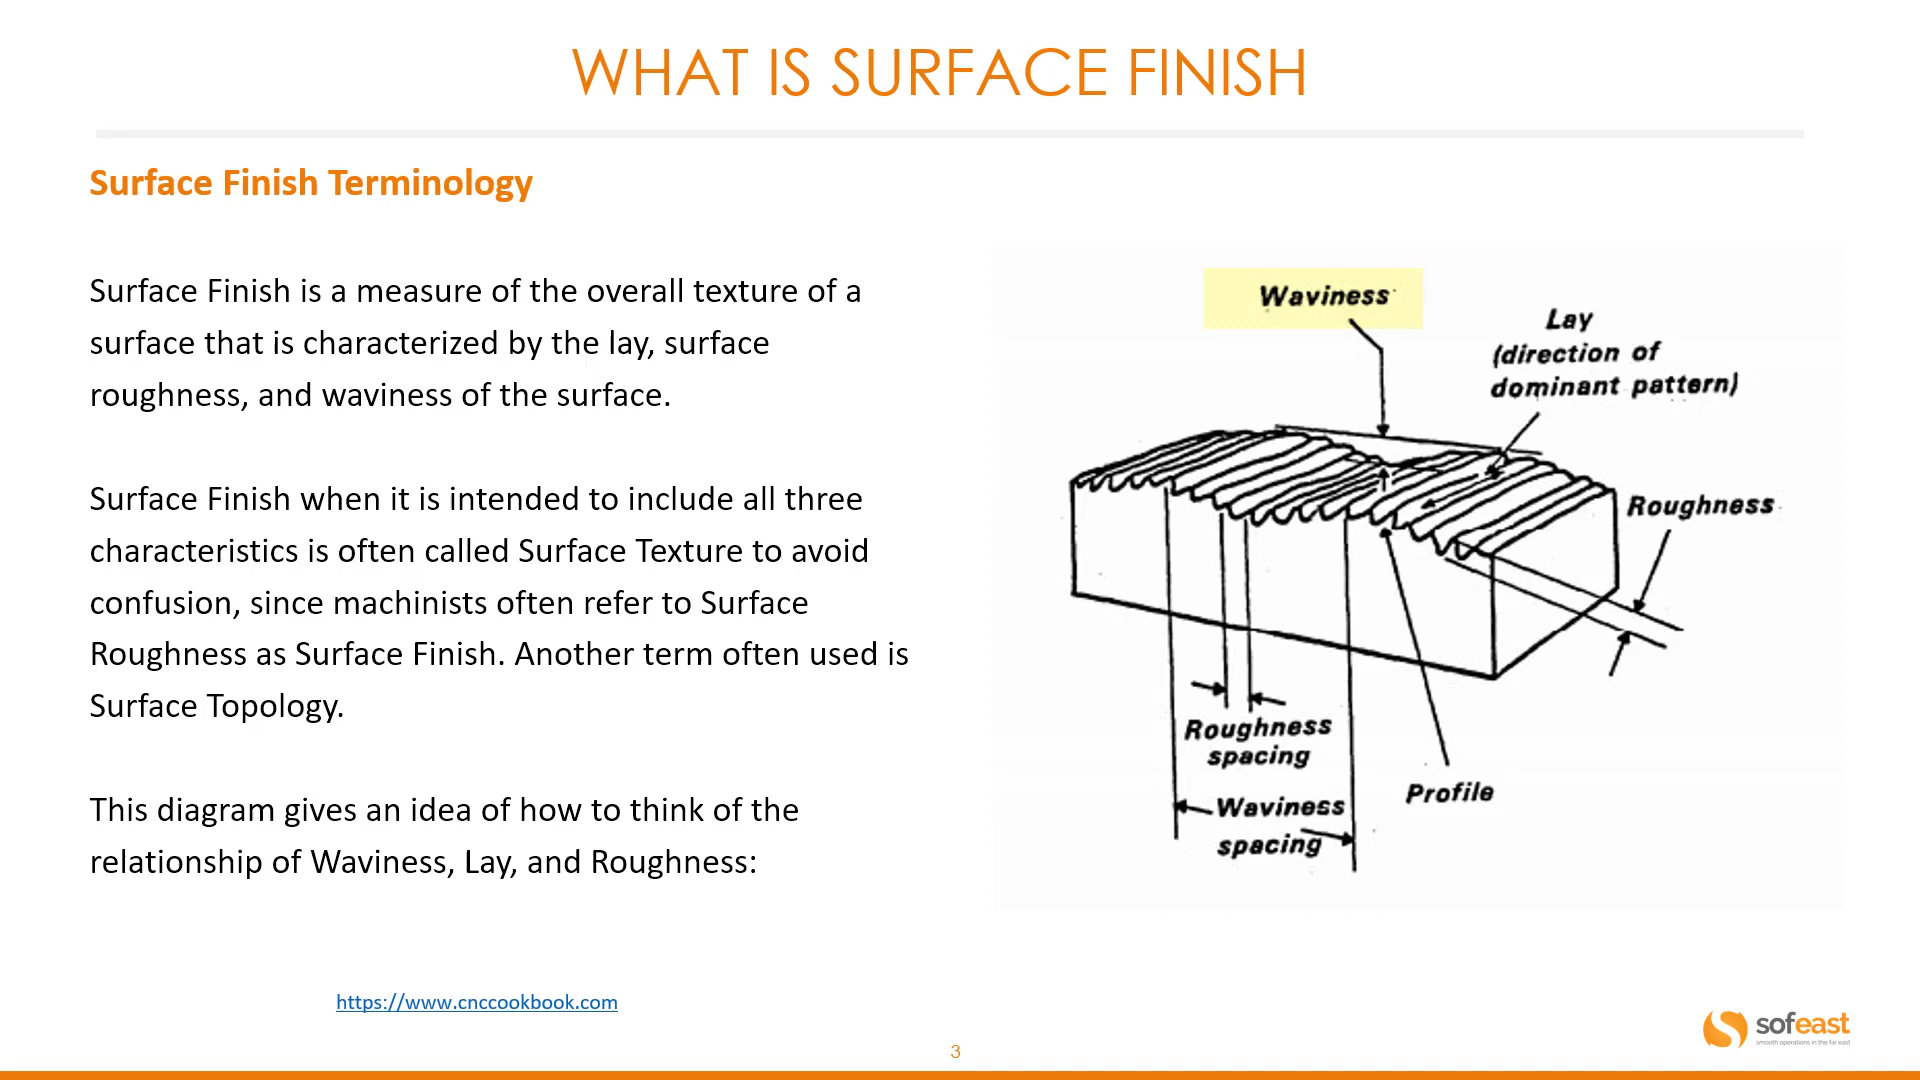 WHAT IS SURFACE FINISH
Surface Finish Terminology
Surface Finish is a measure of the overall texture of a
surface that is characterized by the lay, surface
roughness, and waviness of the surface.
Surface Finish when it is intended to include all three
characteristics is often called Surface Texture to avoid
confusion, since machinists often refer to Surface
Roughness as Surface Finish. Another term often used is
Surface Topology.
This diagram gives an idea of how to think of the
relationship of Waviness, Lay, and Roughness:
Waviness
Lay
(direction of
dominant pattern)
Roughness
Roughness
spacing
Waviness
spacing
Profile
https://www.cnccookbook.com
sofeast
smooth operations in the far east
3